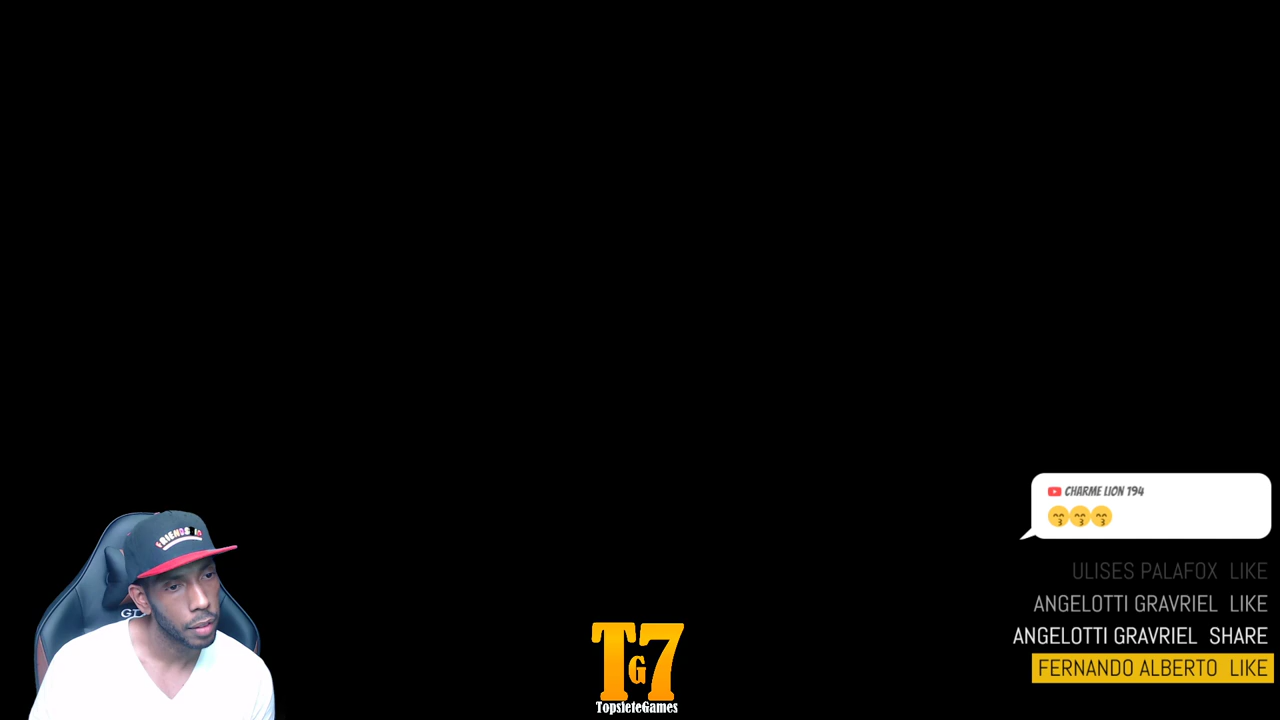 CHARME LION 194
ULISES PALAFOX LIKE
ANGELOTTI GRAVRIEL LIKE
ANGELOTTI GRAVRIEL SHARE
FERNANDO ALBERTO LIKE
TG7
TopsieteGames